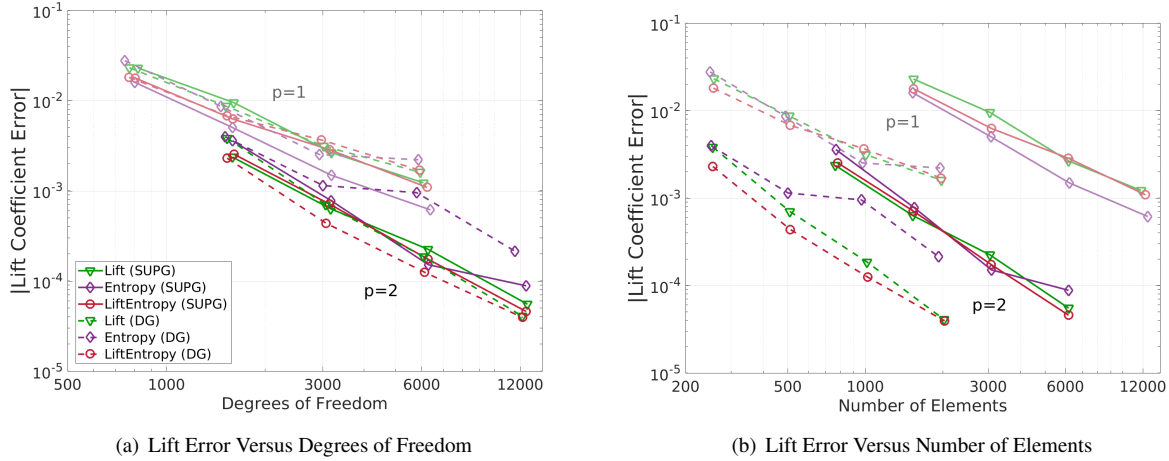 |Lift Coefficient Error|
10^-1
10^-2
10^-3
10^-4
10^-5
p=1
p=2
Lift (SUPG)
Entropy (SUPG)
LiftEntropy (SUPG)
Lift (DG)
Entropy (DG)
LiftEntropy (DG)
500 1000 3000 6000 12000
Degrees of Freedom
(a) Lift Error Versus Degrees of Freedom
|Lift Coefficient Error|
10^-1
10^-2
10^-3
10^-4
10^-5
p=1
p=2
200 500 1000 3000 6000 12000
Number of Elements
(b) Lift Error Versus Number of Elements